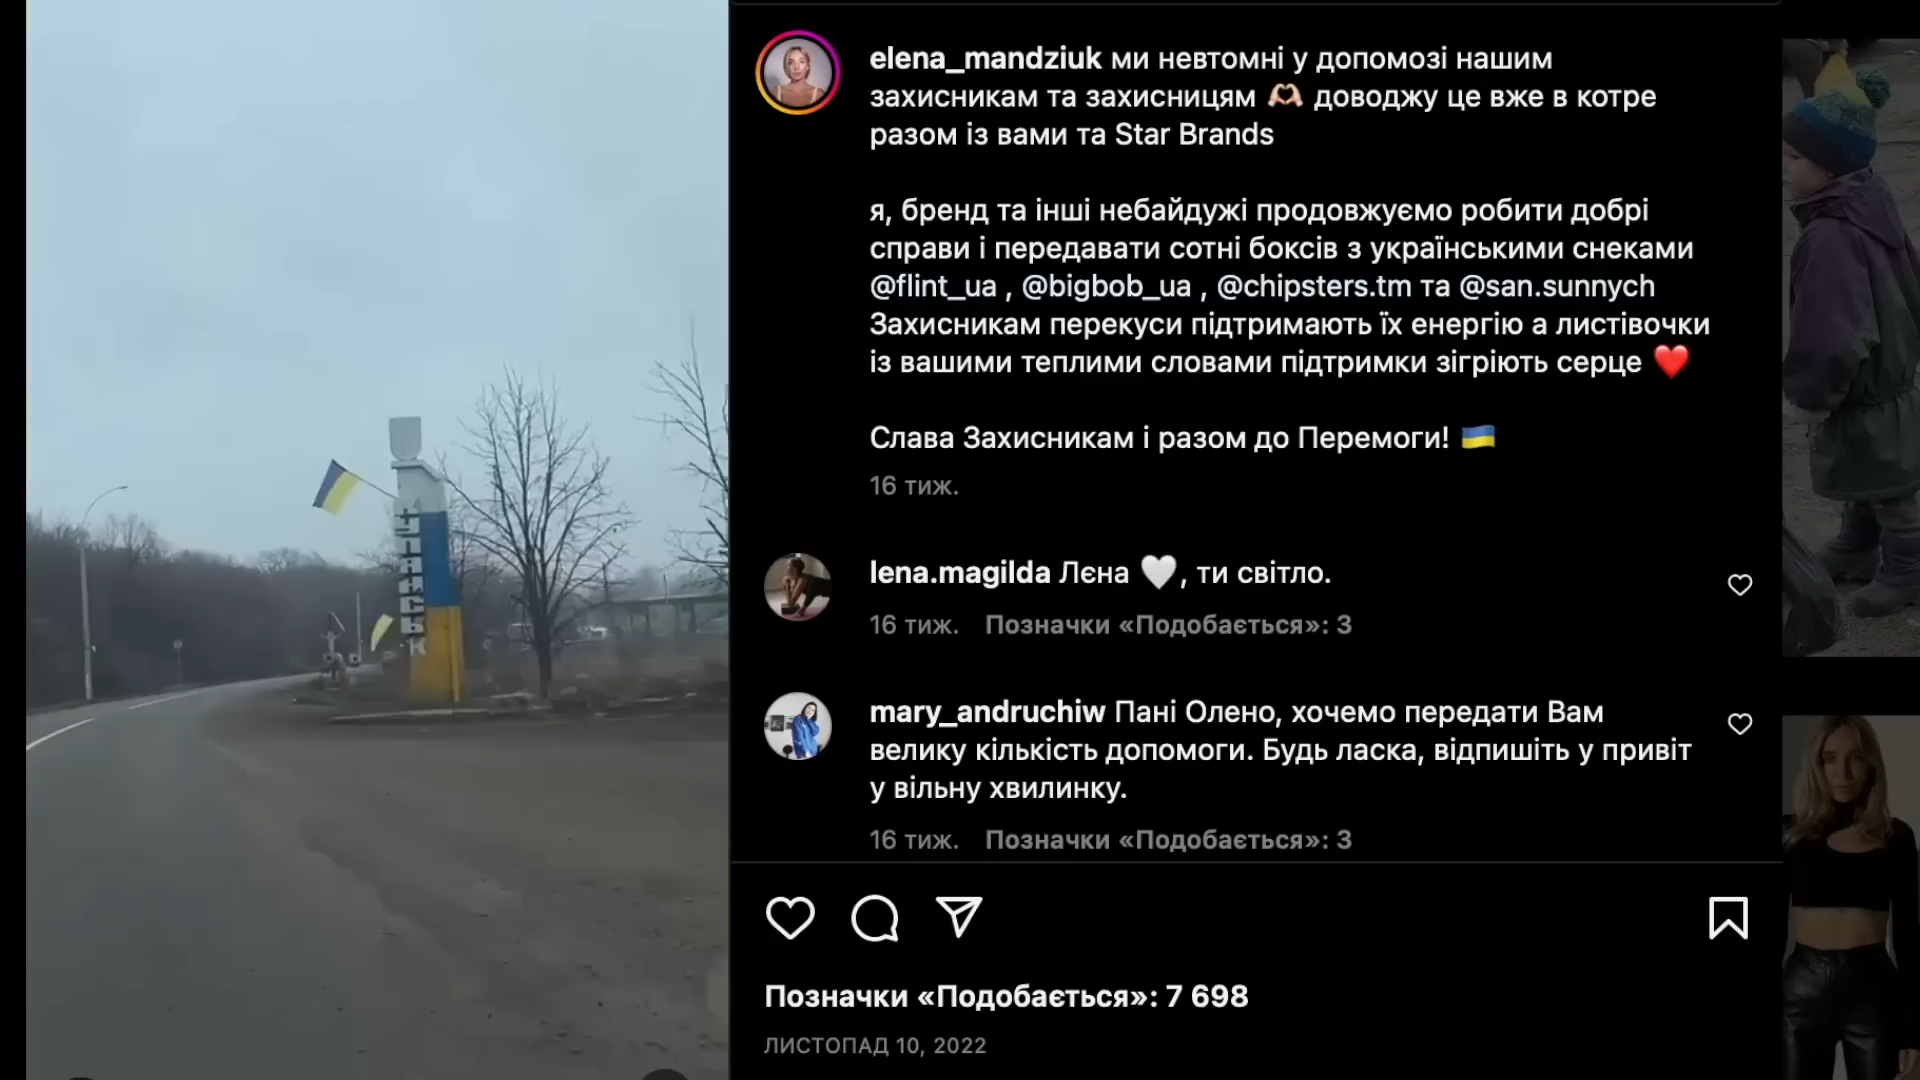 elena_mandziuk ми невтомні у допомозі нашим
захисникам та захисницям 🫶🏼 доводжу це вже в котре
разом із вами та Star Brands
я, бренд та інші небайдужі продовжуємо робити добрі
справи і передавати сотні боксів з українськими снеками
@flint_ua , @bigbob_ua , @chipsters.tm та @san.sunnych
Захисникам перекуси підтримають їх енергію а листівочки
із вашими теплими словами підтримки зігріють серце ❤️
Слава Захисникам і разом до Перемоги! 🇺🇦
16 тиж.
lena.magilda Лєна 🤍, ти світло.
16 тиж. Позначки «Подобається»: 3
mary_andruchiw Пані Олено, хочемо передати Вам
велику кількість допомоги. Будь ласка, відпишіть у привіт
у вільну хвилинку.
16 тиж. Позначки «Подобається»: 3
Позначки «Подобається»: 7 698
ЛИСТОПАД 10, 2022